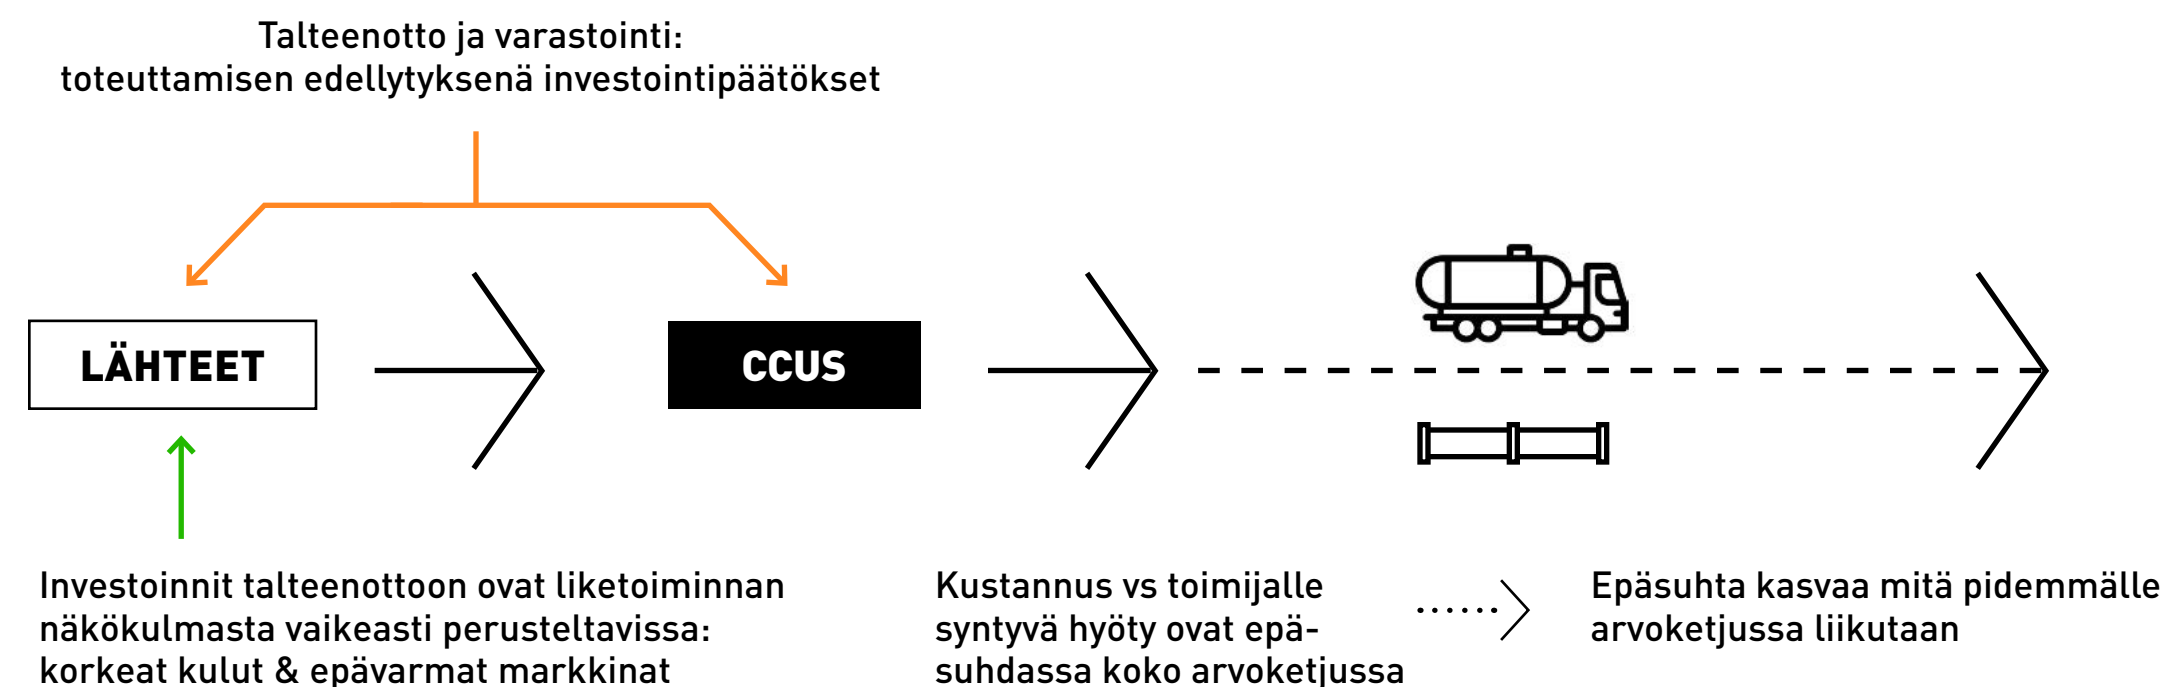 Talteenotto ja varastointi:
toteuttamisen edellytyksenä investointipäätökset
LÄHTEET
CCUS
Investoinnit talteenottoon ovat liketoiminnan
näkökulmasta vaikeasti perusteltavissa:
korkeat kulut & epävarmat markkinat
Kustannus vs toimijalle
syntyvä hyöty ovat epä-
suhdassa koko arvoketjussa
Epäsuhta kasvaa mitä pidemmälle
arvoketjussa liikutaan